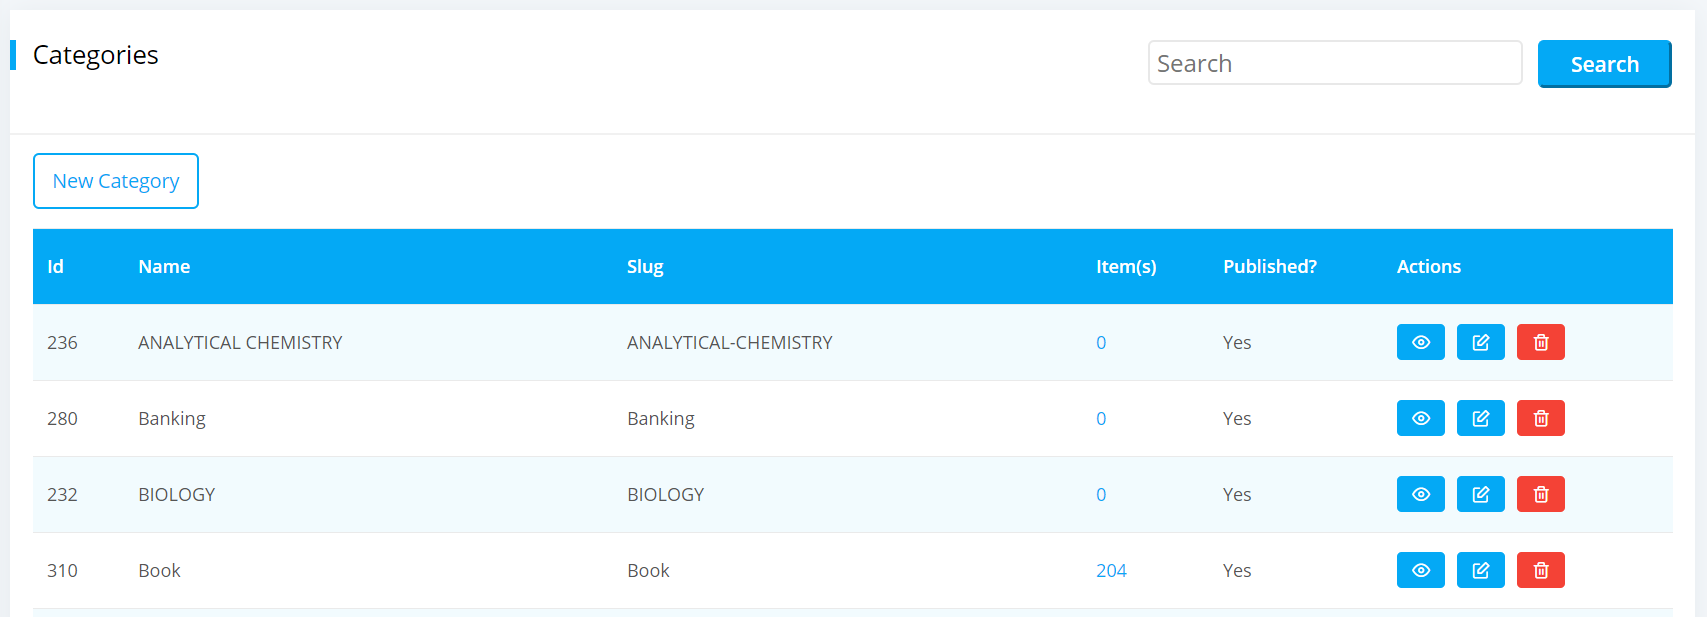 Categories
Search
Search
New Category
Id Name Slug Item(s) Published? Actions
236 ANALYTICAL CHEMISTRY ANALYTICAL-CHEMISTRY 0 Yes
280 Banking Banking 0 Yes
232 BIOLOGY BIOLOGY 0 Yes
310 Book Book 204 Yes